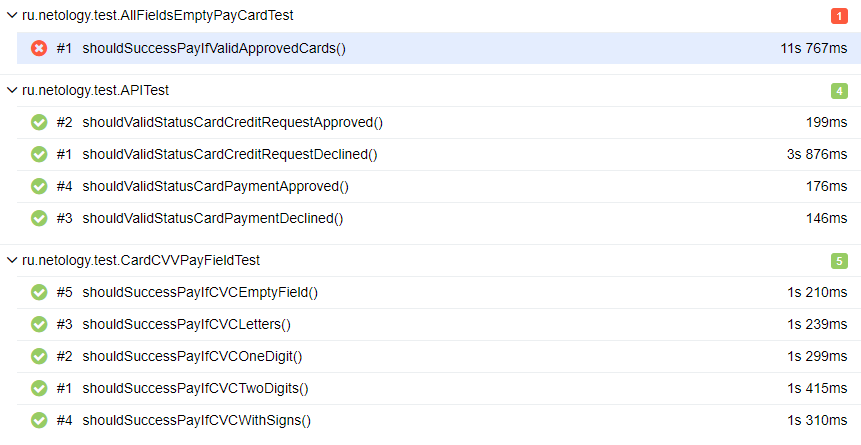 ru.netology.test.AllFieldsEmptyPayCardTest 1
#1 shouldSuccessPayIfValidApprovedCards() 11s 767ms
ru.netology.test.APITest 4
#2 shouldValidStatusCardCreditRequestApproved() 199ms
#1 shouldValidStatusCardCreditRequestDeclined() 3s 876ms
#4 shouldValidStatusCardPaymentApproved() 176ms
#3 shouldValidStatusCardPaymentDeclined() 146ms
ru.netology.test.CardCVVPayFieldTest 5
#5 shouldSuccessPayIfCVCEmptyField() 1s 210ms
#3 shouldSuccessPayIfCVCLetters() 1s 239ms
#2 shouldSuccessPayIfCVCOneDigit() 1s 299ms
#1 shouldSuccessPayIfCVCTwoDigits() 1s 415ms
#4 shouldSuccessPayIfCVCWithSigns() 1s 310ms